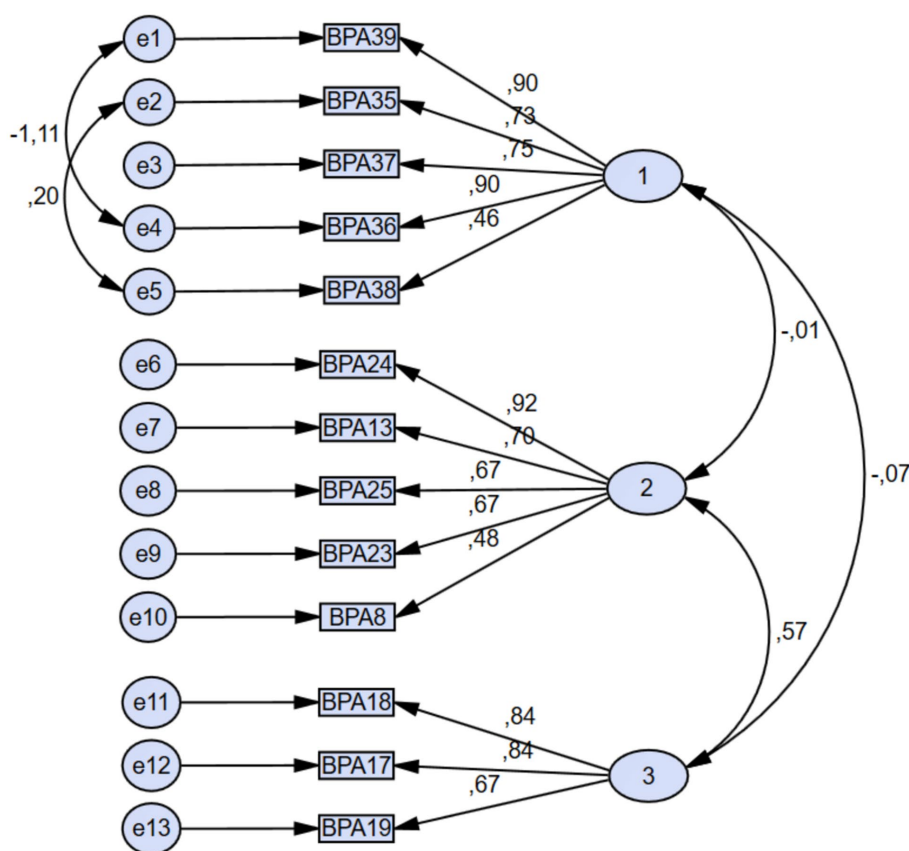 e1 BPA39
,90
e2 BPA35
,73
-1,11
,75
e3 BPA37
1
,90
,20
,46
e4 BPA36
e5 BPA38
-,01
e6 BPA24
,92
e7 BPA13
,70
,67
-,07
e8 BPA25
2
,67
,48
e9 BPA23
e10 BPA8
,57
e11 BPA18
,84
,84
e12 BPA17
3
,67
e13 BPA19